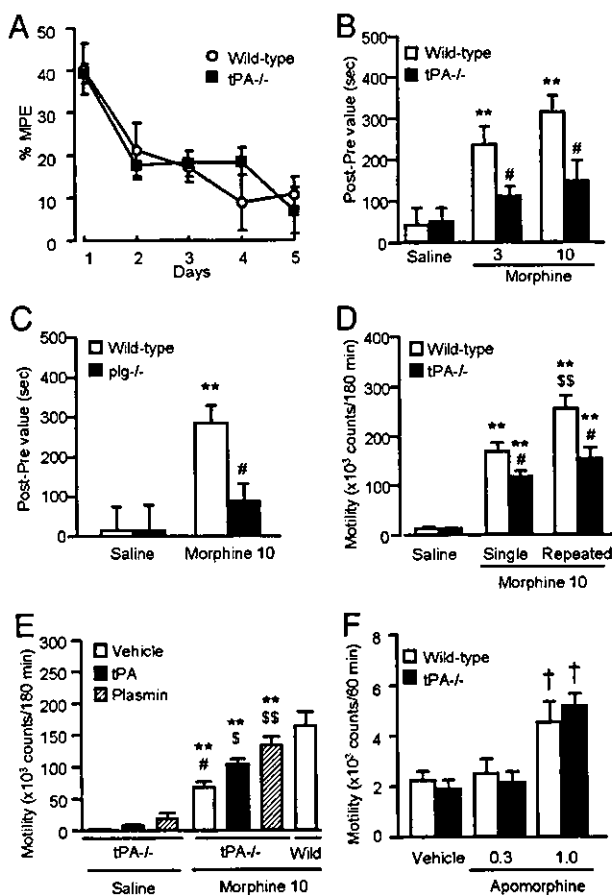 A
Wild-type
tPA-/-
% MPE
50
40
30
20
10
0
1 2 3 4 5
Days
B
Wild-type
tPA-/-
Post-Pre value (sec)
500
400
300
200
100
0
** **
# #
Saline 3 10
Morphine
C
Wild-type
plg-/-
Post-Pre value (sec)
500
400
300
200
100
0
**
#
Saline Morphine 10
D
Wild-type
tPA-/-
Motility (x10³ counts/180 min)
400
300
200
100
0
**
$$
** ** **
# #
Saline Single Repeated
Morphine 10
E
Vehicle
tPA
Plasmin
Motility (x10³ counts/180 min)
300
250
200
150
100
50
0
** ** **
# $ $$
tPA-/- tPA-/- Wild
Saline Morphine 10
F
Wild-type
tPA-/-
Motility (x10³ counts/60 min)
8
6
4
2
0
† †
Vehicle 0.3 1.0
Apomorphine